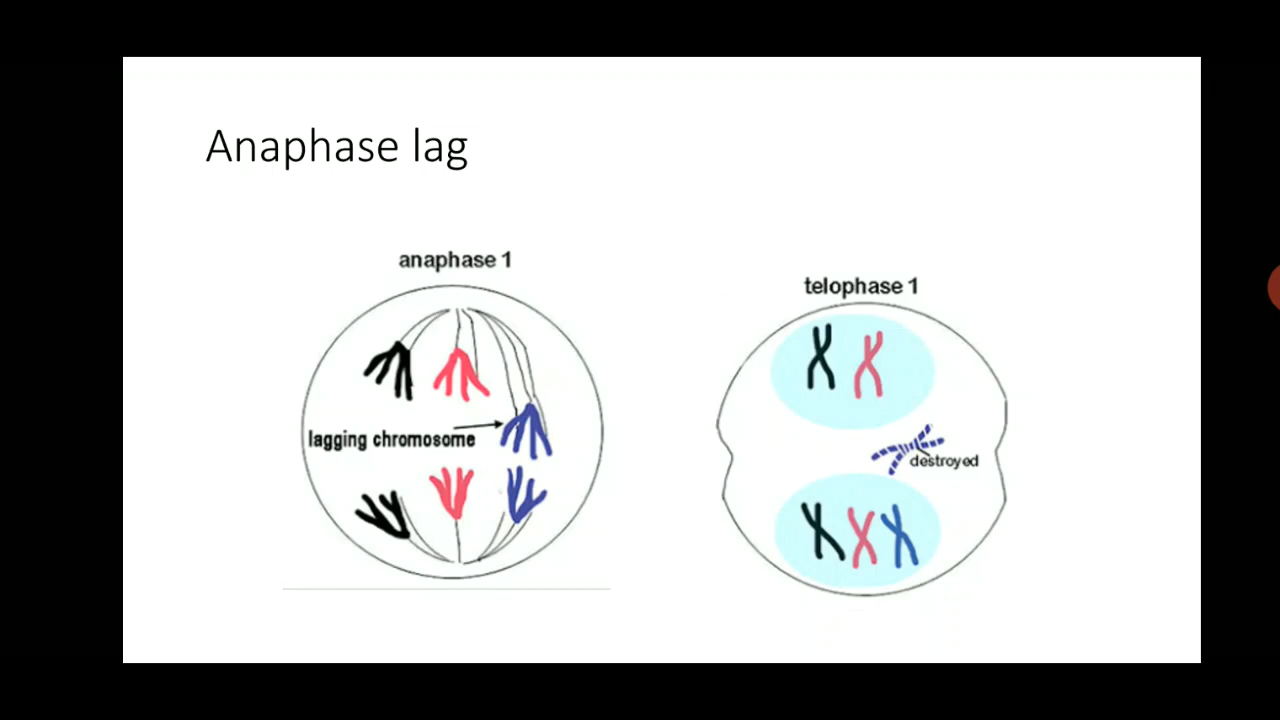 Anaphase lag
anaphase 1
lagging chromosome
telophase 1
destroyed